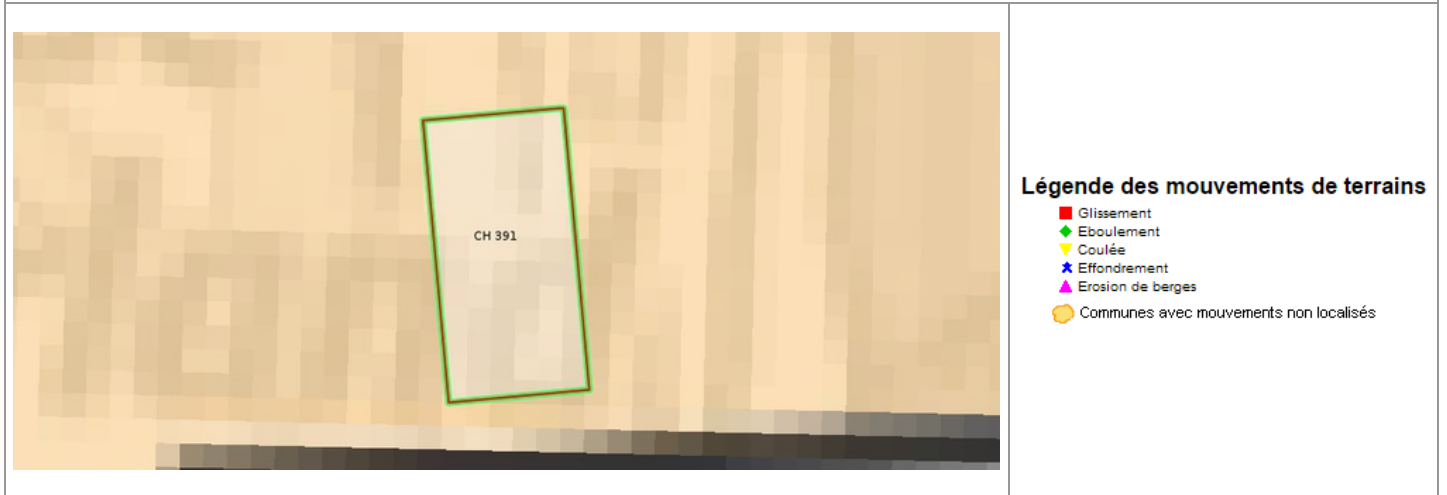 CH 391
Légende des mouvements de terrains
Glissement
Eboulement
Coulée
Effondrement
Erosion de berges
Communes avec mouvements non localisés